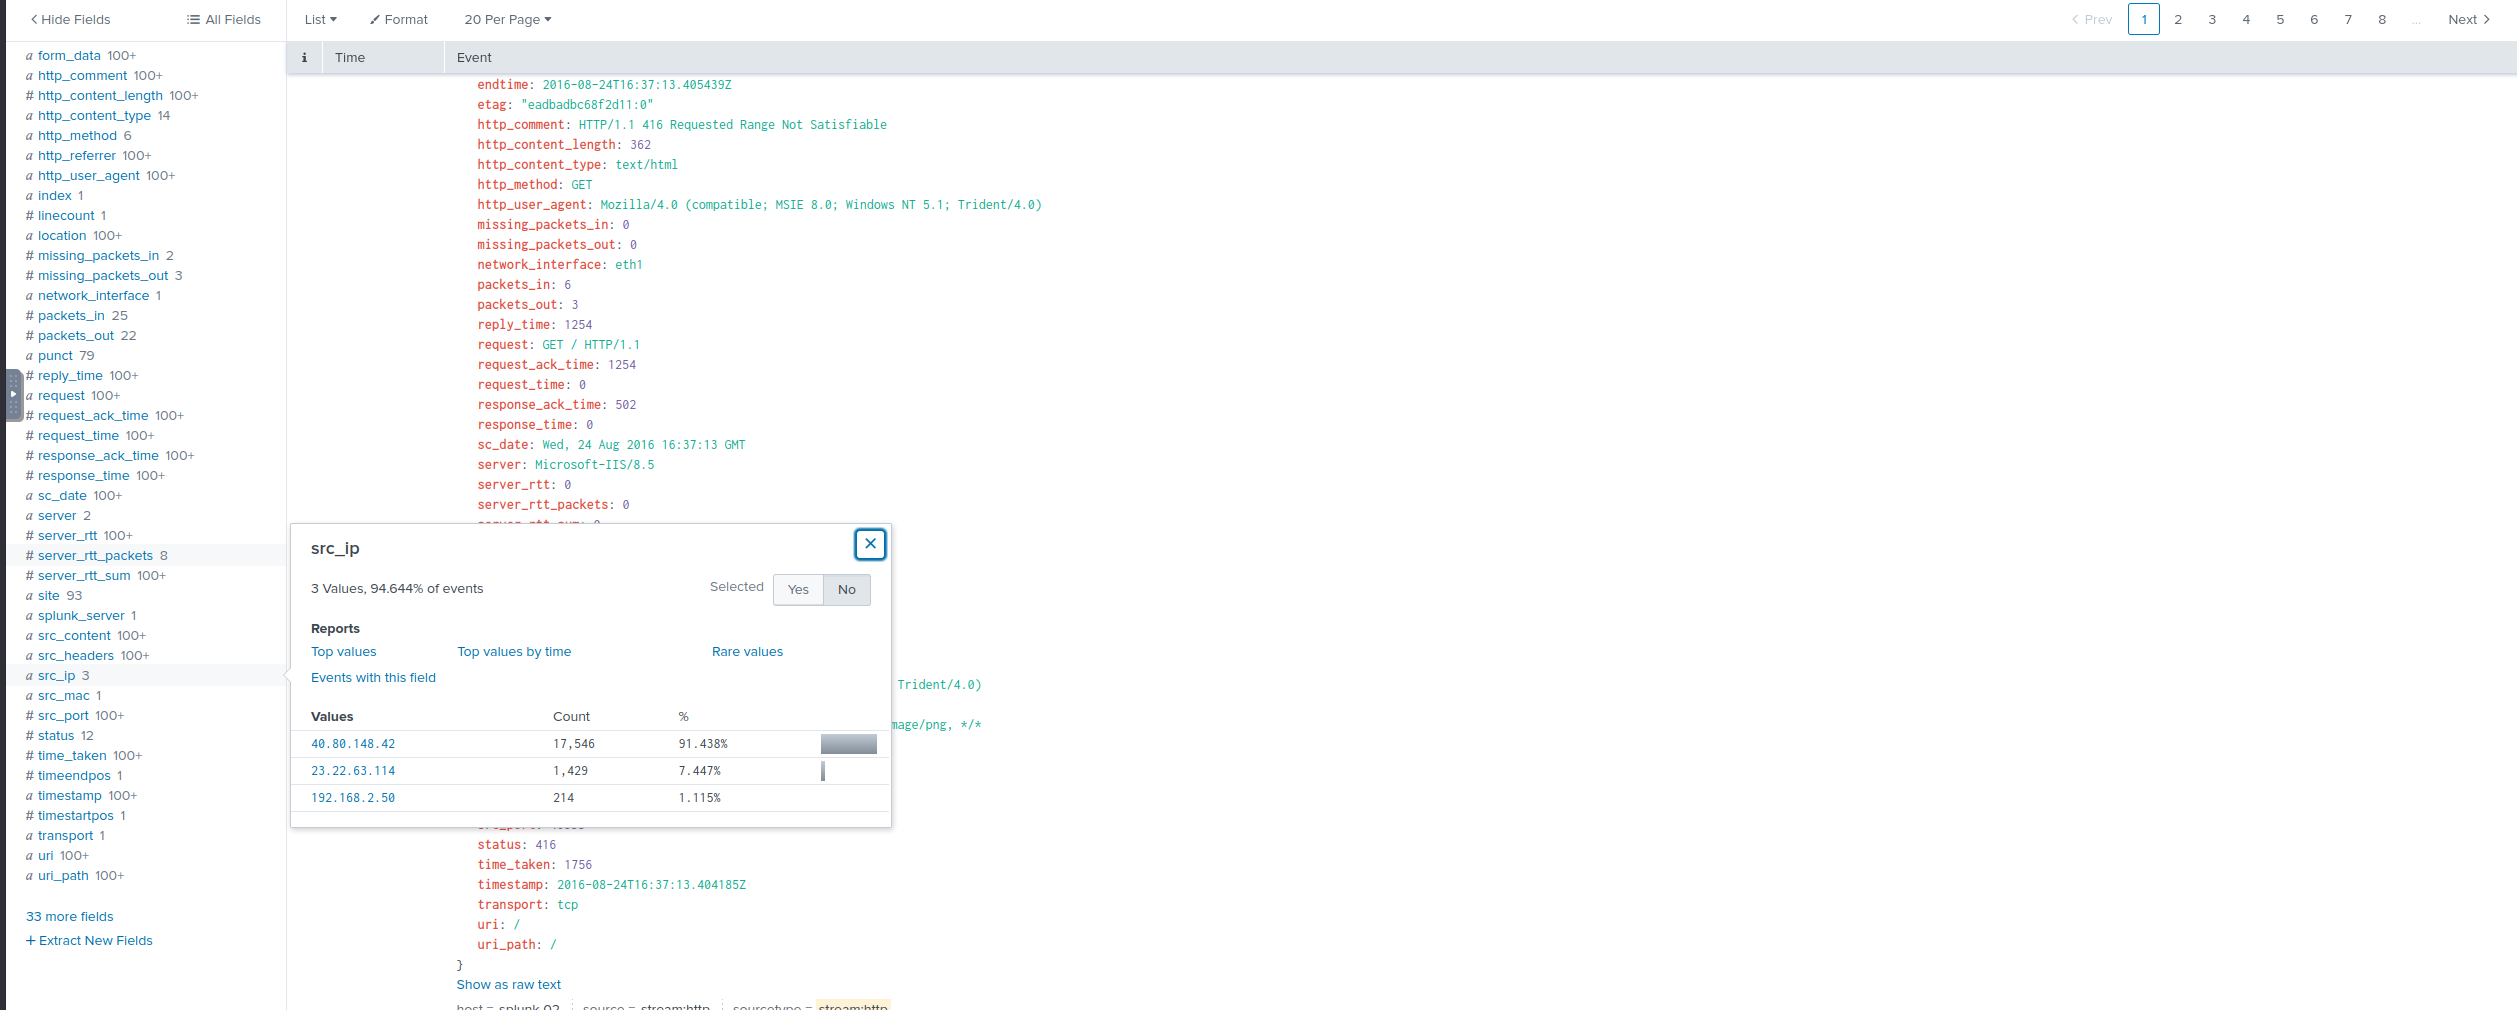 Hide Fields
All Fields
List
Format
20 Per Page
Prev
1
2
3
4
5
6
7
8
...
Next
i
Time
Event
a form_data 100+
a http_comment 100+
# http_content_length 100+
a http_content_type 14
a http_method 6
a http_referrer 100+
a http_user_agent 100+
a index 1
# linecount 1
a location 100+
# missing_packets_in 2
# missing_packets_out 3
a network_interface 1
# packets_in 25
# packets_out 22
a punct 79
# reply_time 100+
a request 100+
# request_ack_time 100+
# request_time 100+
# response_ack_time 100+
# response_time 100+
a sc_date 100+
a server 2
# server_rtt 100+
# server_rtt_packets 8
# server_rtt_sum 100+
a site 93
a splunk_server 1
a src_content 100+
a src_headers 100+
a src_ip 3
a src_mac 1
# src_port 100+
# status 12
# time_taken 100+
# timeendpos 1
a timestamp 100+
# timestartpos 1
a transport 1
a uri 100+
a uri_path 100+
33 more fields
+ Extract New Fields
endtime: 2016-08-24T16:37:13.405439Z
etag: "eadbadbc68f2d11:0"
http_comment: HTTP/1.1 416 Requested Range Not Satisfiable
http_content_length: 362
http_content_type: text/html
http_method: GET
http_user_agent: Mozilla/4.0 (compatible; MSIE 8.0; Windows NT 5.1; Trident/4.0)
missing_packets_in: 0
missing_packets_out: 0
network_interface: eth1
packets_in: 6
packets_out: 3
reply_time: 1254
request: GET / HTTP/1.1
request_ack_time: 1254
request_time: 0
response_ack_time: 502
response_time: 0
sc_date: Wed, 24 Aug 2016 16:37:13 GMT
server: Microsoft-IIS/8.5
server_rtt: 0
server_rtt_packets: 0
src_ip
3 Values, 94.644% of events
Selected
Yes
No
Reports
Top values
Top values by time
Rare values
Events with this field
Values Count %
40.80.148.42 17,546 91.438%
23.22.63.114 1,429 7.447%
192.168.2.50 214 1.115%
Trident/4.0)
mage/png, */*
status: 416
time_taken: 1756
timestamp: 2016-08-24T16:37:13.404185Z
transport: tcp
uri: /
uri_path: /
}
Show as raw text
host = splunk-02
source = stream:http
sourcetype = stream:http